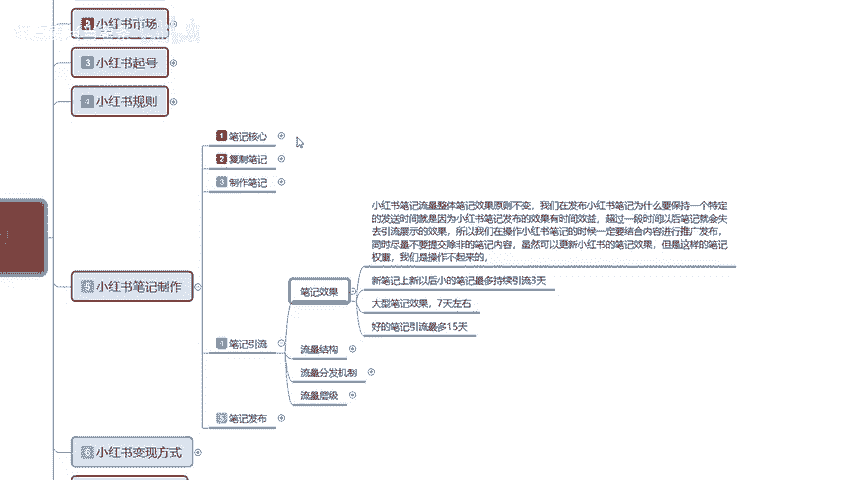 小红书市场
3 小红书起号
4 小红书规则
1 笔记核心
2 复制笔记
3 制作笔记
小红书笔记流量整体笔记效果原则不变，我们在发布小红书笔记为什么要保持一个特定
的发送时间就是因为小红书笔记发布的效果有时间效益，超过一段时间以后笔记就会失
去引流展示的效果，所以我们在操作小红书笔记的时候一定要结合内容进行推广发布，
同时尽量不要提交除非的笔记内容，虽然可以更新小红书的笔记效果，但是这样的笔记
权重，我们是操作不起来的，
笔记效果
新笔记上新以后小的笔记最多持续引流3天
大型笔记效果，7天左右
好的笔记引流最多15天
小红书笔记制作
笔记引流
流量结构
流量分发机制
流量层级
笔记发布
小红书变现方式